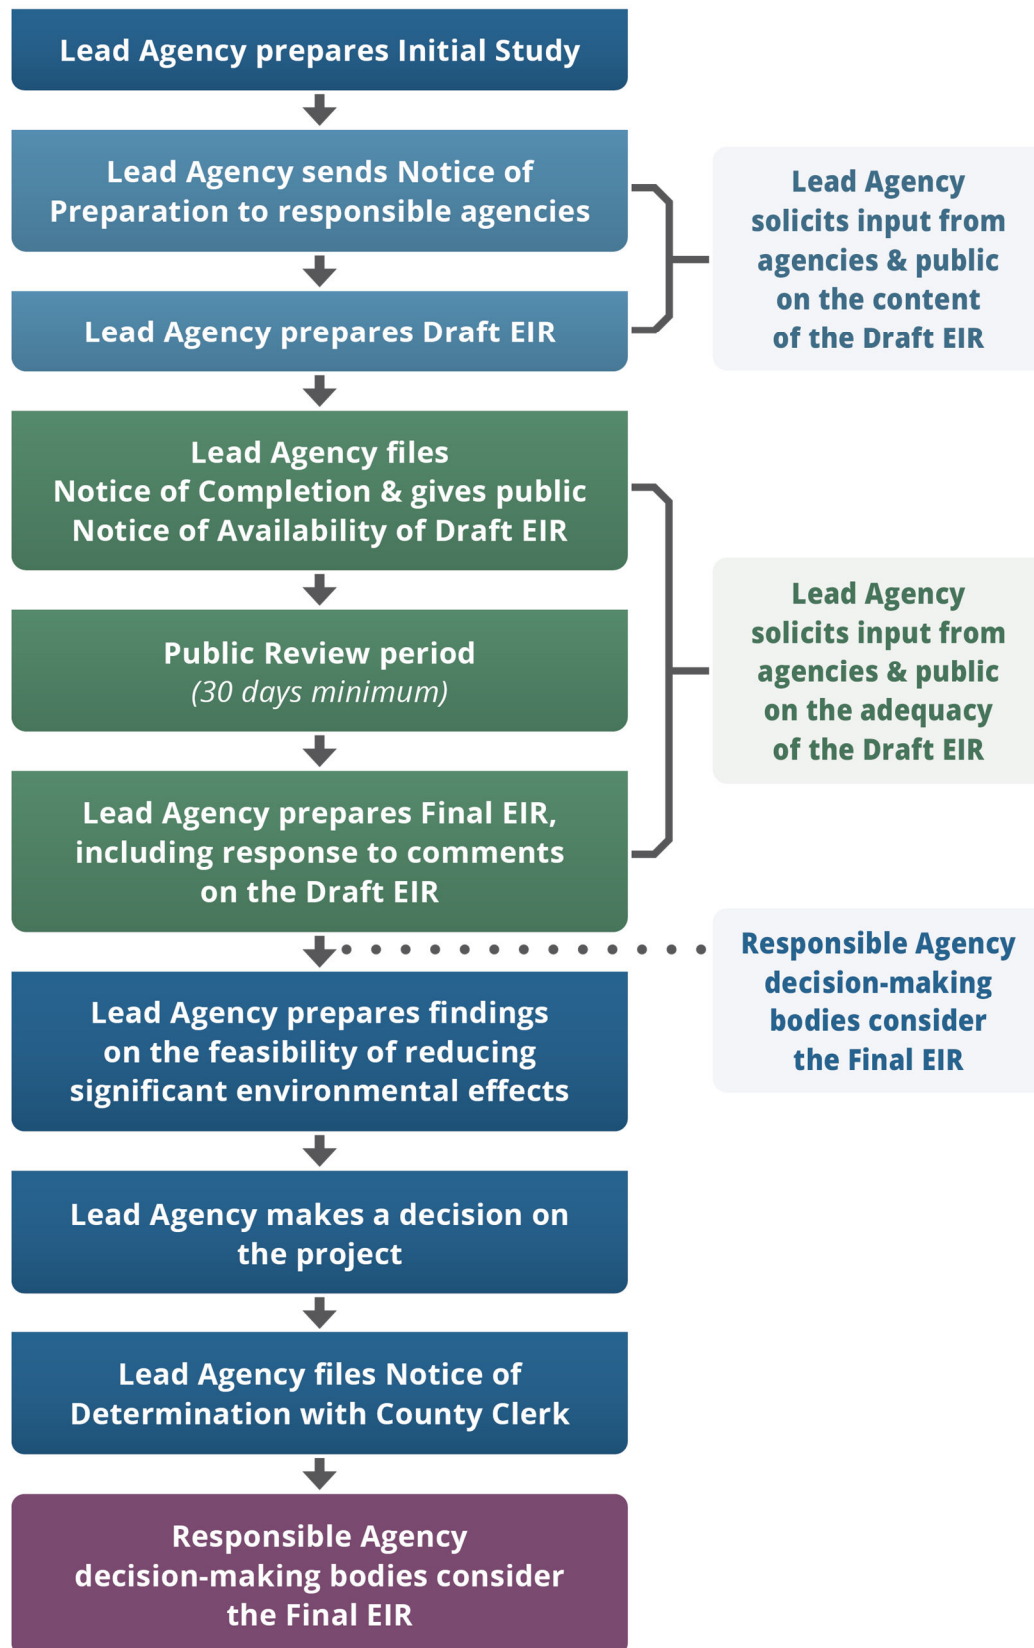 Lead Agency prepares Initial Study
Lead Agency sends Notice of
Preparation to responsible agencies
Lead Agency
solicits input from
agencies & public
on the content
of the Draft EIR
Lead Agency prepares Draft EIR
Lead Agency files
Notice of Completion & gives public
Notice of Availability of Draft EIR
Public Review period
(30 days minimum)
Lead Agency
solicits input from
agencies & public
on the adequacy
of the Draft EIR
Lead Agency prepares Final EIR,
including response to comments
on the Draft EIR
Responsible Agency
decision-making
bodies consider
the Final EIR
Lead Agency prepares findings
on the feasibility of reducing
significant environmental effects
Lead Agency makes a decision on
the project
Lead Agency files Notice of
Determination with County Clerk
Responsible Agency
decision-making bodies consider
the Final EIR